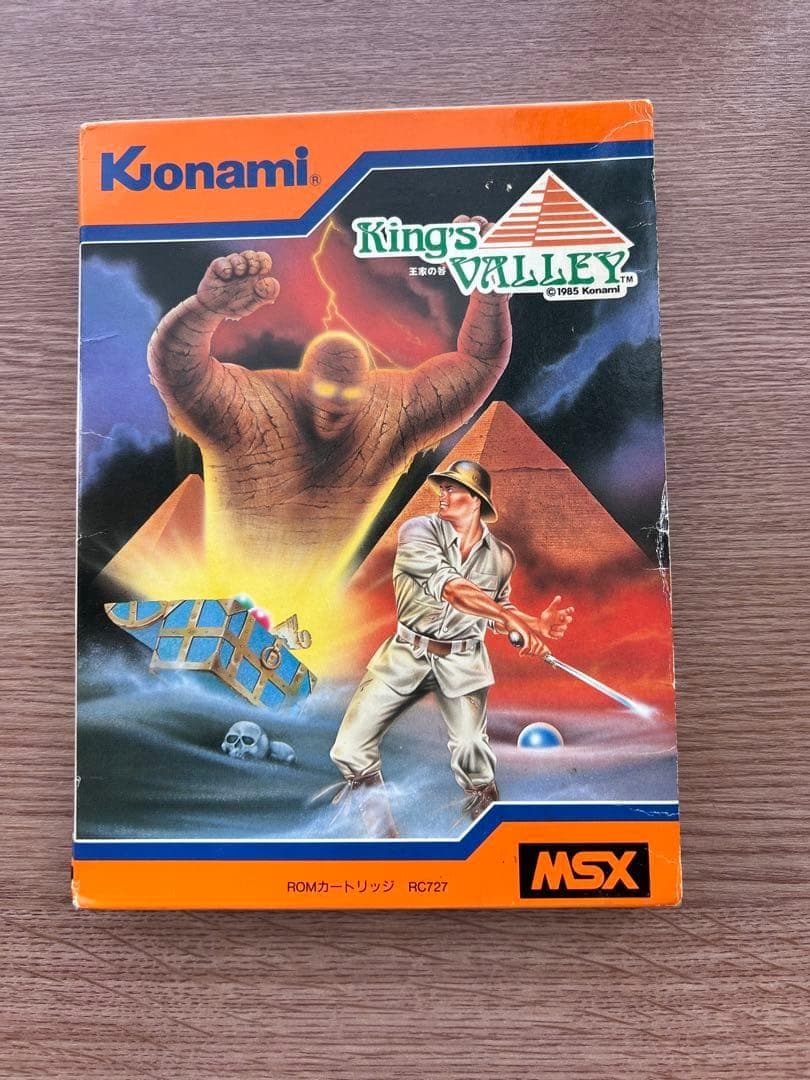 Konami®
King's
王家の谷
VALLEY™
©1985 Konami
ROMカートリッジ RC727
MSX